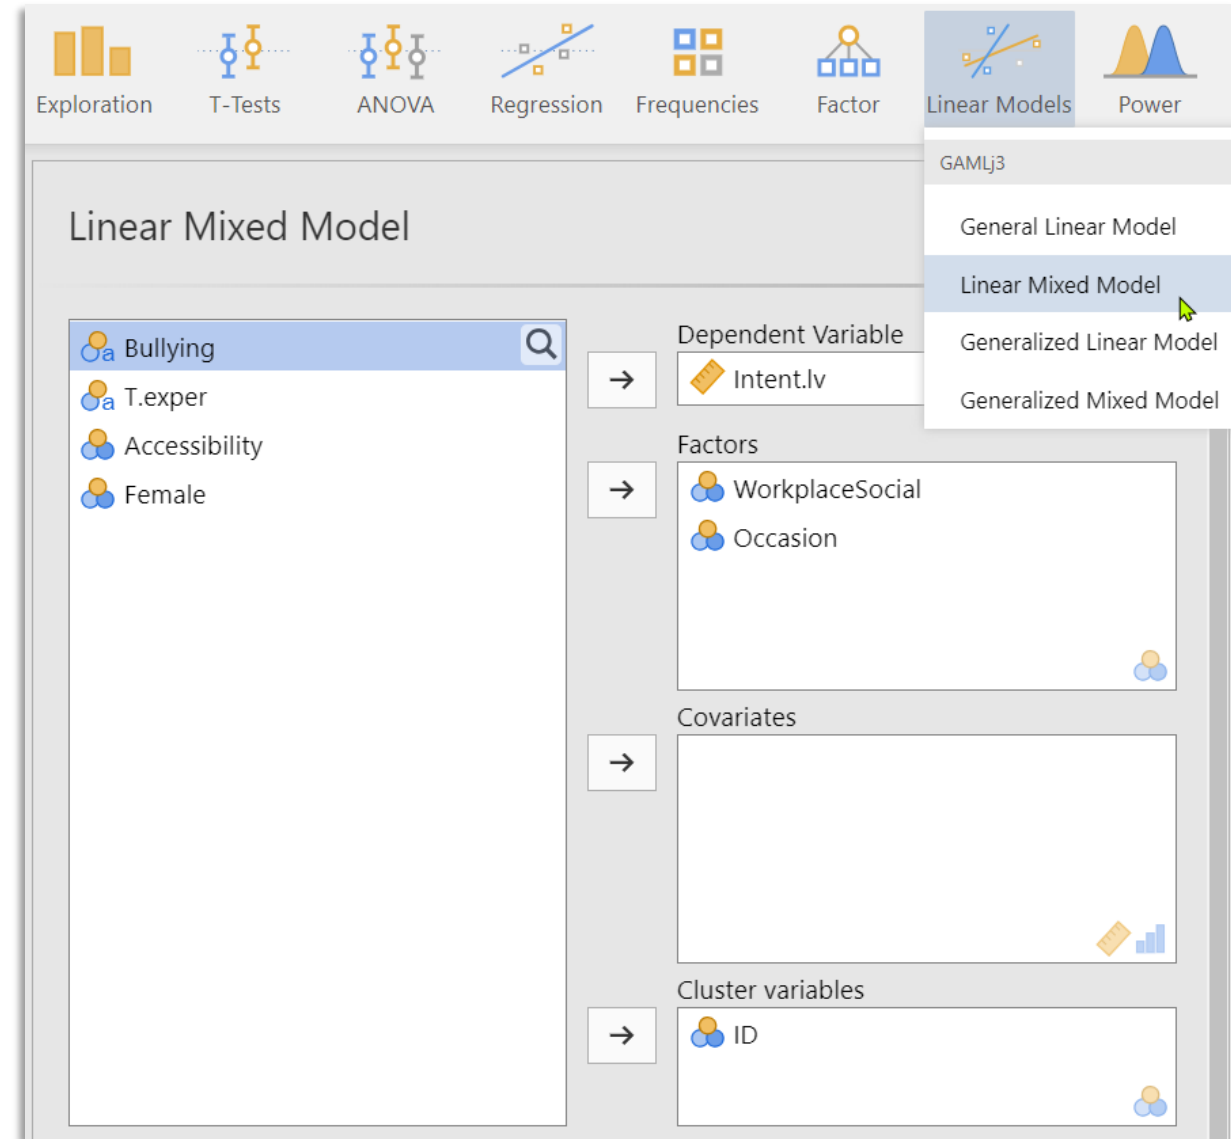 Exploration T-Tests ANOVA Regression Frequencies Factor Linear Models Power
GAMLj3
General Linear Model
Linear Mixed Model
Generalized Linear Model
Generalized Mixed Model
Linear Mixed Model
a Bullying
a T.exper
Accessibility
Female
Dependent Variable
Intent.lv
Factors
WorkplaceSocial
Occasion
Covariates
Cluster variables
ID